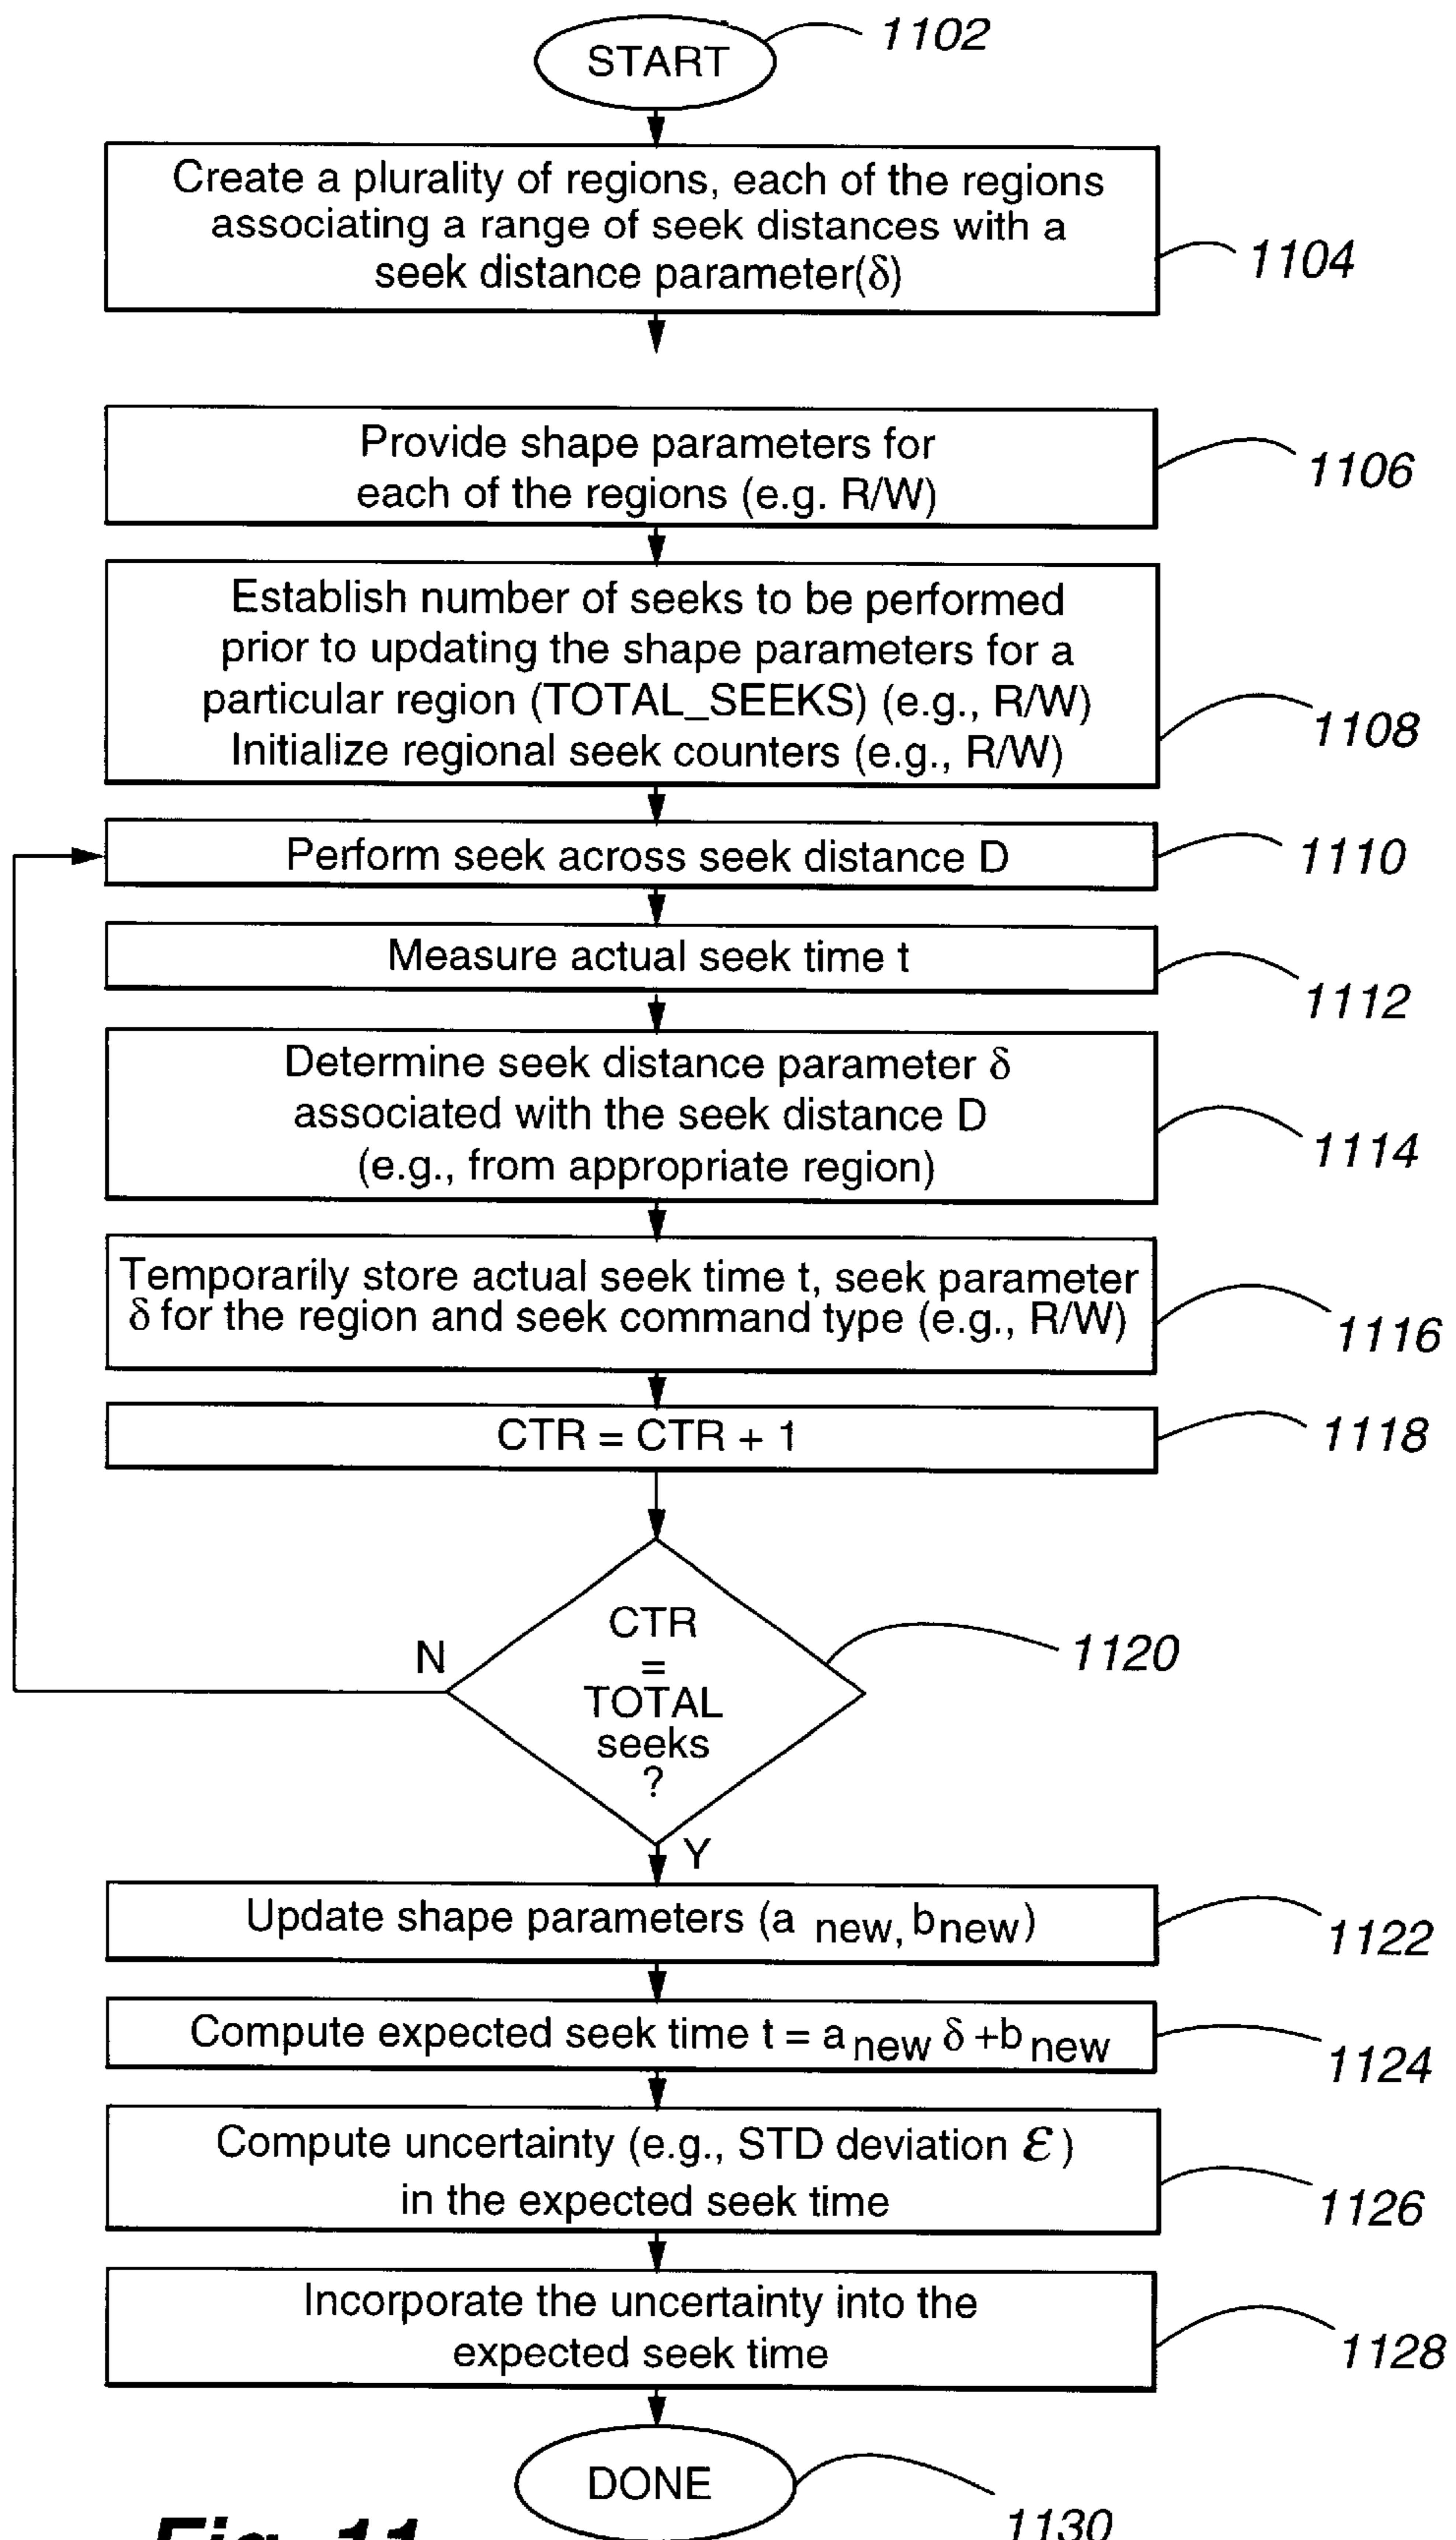 START
1102
Create a plurality of regions, each of the regions
associating a range of seek distances with a
seek distance parameter(δ)
1104
Provide shape parameters for
each of the regions (e.g. R/W)
1106
Establish number of seeks to be performed
prior to updating the shape parameters for a
particular region (TOTAL_SEEKS) (e.g., R/W)
Initialize regional seek counters (e.g., R/W)
1108
Perform seek across seek distance D
1110
Measure actual seek time t
1112
Determine seek distance parameter δ
associated with the seek distance D
(e.g., from appropriate region)
1114
Temporarily store actual seek time t, seek parameter
δ for the region and seek command type (e.g., R/W)
1116
CTR = CTR + 1
1118
CTR
=
TOTAL
seeks
?
N
1120
Y
Update shape parameters (a new, bnew)
1122
Compute expected seek time t = a new δ +b new
1124
Compute uncertainty (e.g., STD deviation ε)
in the expected seek time
1126
Incorporate the uncertainty into the
expected seek time
1128
DONE
1130
Fig. 11